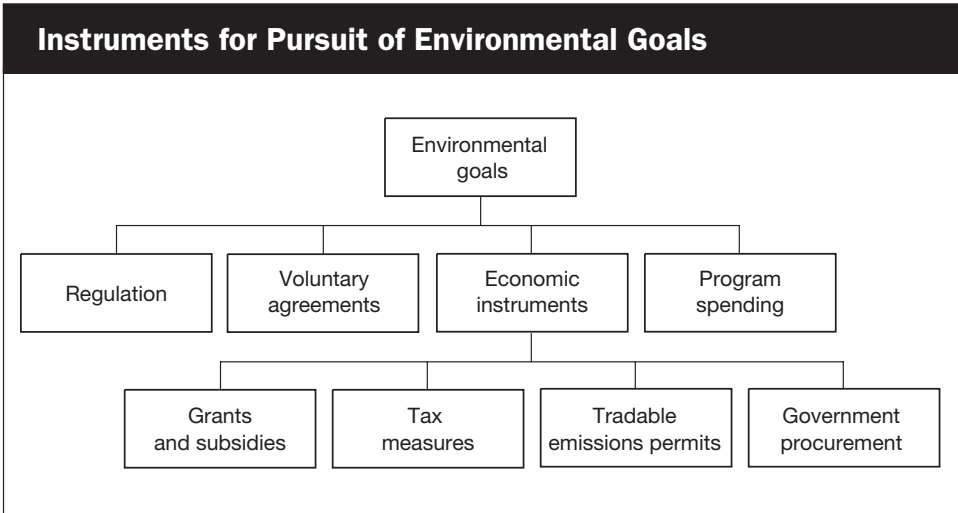 Instruments for Pursuit of Environmental Goals
Environmental
goals
Regulation
Voluntary
agreements
Economic
instruments
Program
spending
Grants
and subsidies
Tax
measures
Tradable
emissions permits
Government
procurement